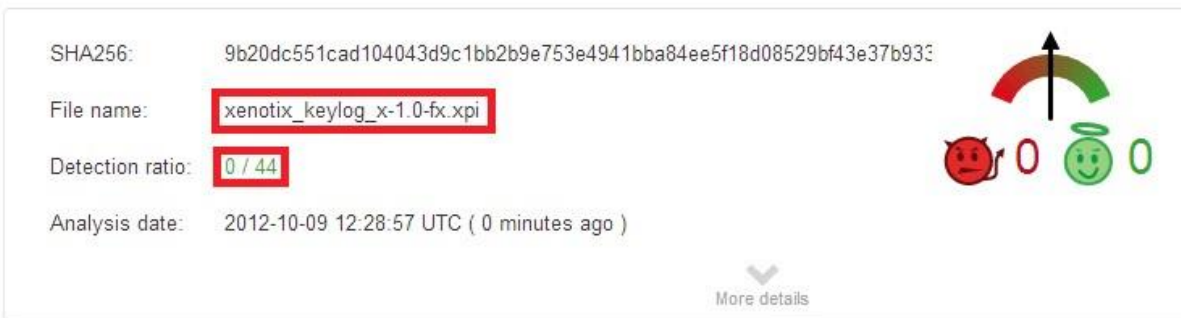 SHA256: 9b20dc551cad104043d9c1bb2b9e753e4941bba84ee5f18d08529bf43e37b933
File name: xenotix_keylog_x-1.0-fx.xpi
Detection ratio: 0 / 44
0 0
Analysis date: 2012-10-09 12:28:57 UTC ( 0 minutes ago )
More details